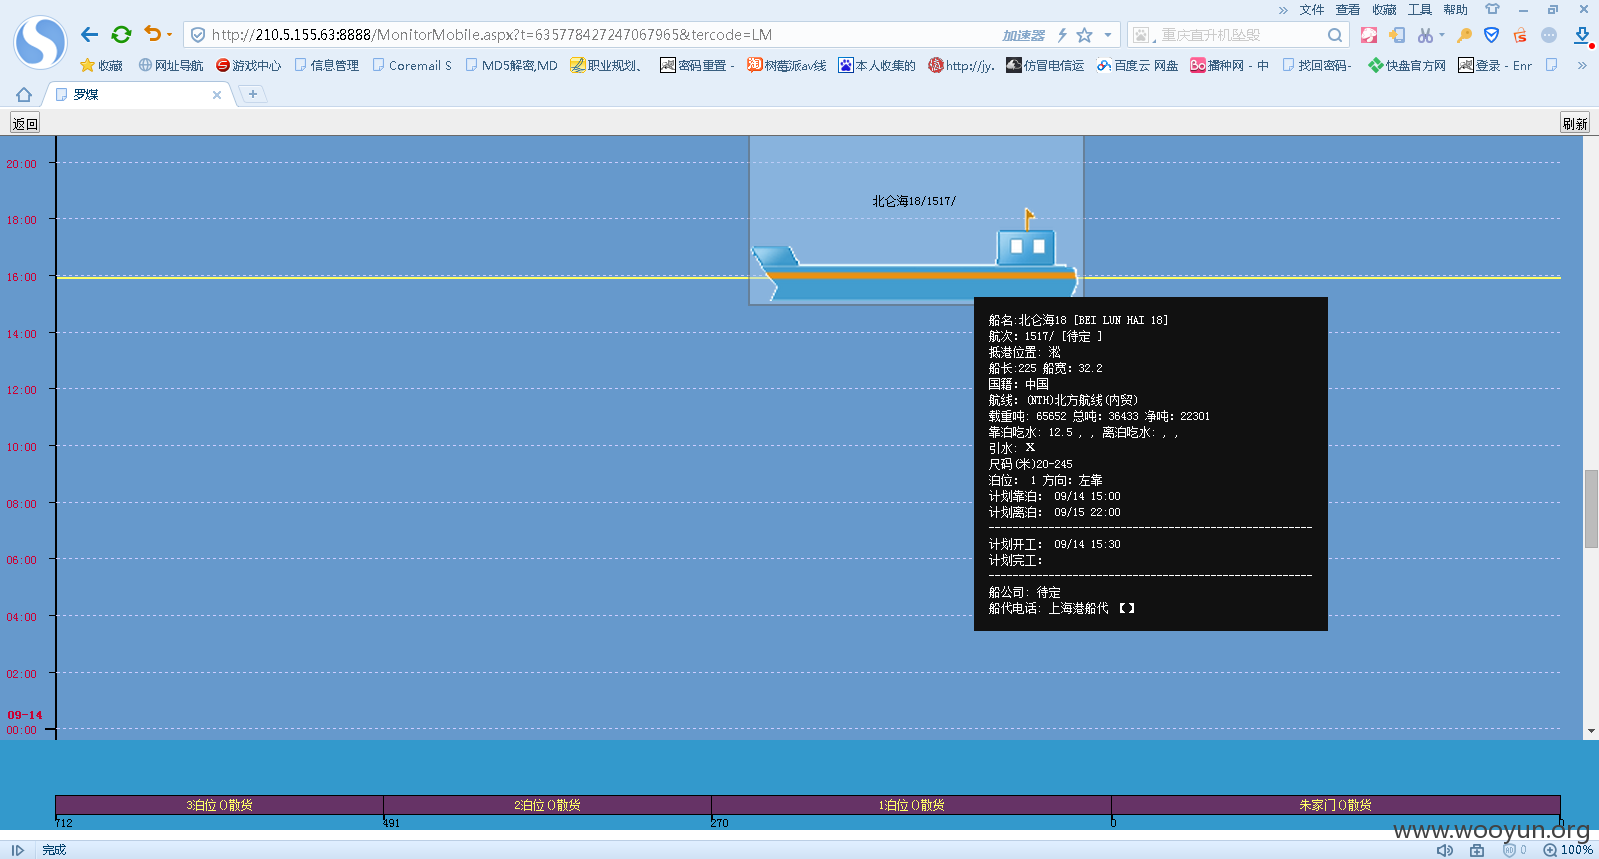 » 文件 查看 收藏 工具 帮助
http://210.5.155.63:8888/MonitorMobile.aspx?t=635778427247067965&tercode=LM 加速器 重庆直升机坠毁
收藏 网址导航 游戏中心 信息管理 Coremail S MD5解密,MD 职业规划、 密码重置 - 树莓派av线 本人收集的 http://jy. 仿冒电信运 百度云 网盘 播种网 - 中 找回密码- 快盘官方网 登录 - Enr »
罗煤
返回 刷新
20:00
18:00
16:00
14:00
12:00
10:00
08:00
06:00
04:00
02:00
09-14
00:00
北仑海18/1517/
船名:北仑海18 [BEI LUN HAI 18]
航次: 1517/ [待定 ]
抵港位置: 淞
船长:225 船宽: 32.2
国籍: 中国
航线: (NTH)北方航线(内贸)
载重吨: 65652 总吨: 36433 净吨: 22301
靠泊吃水: 12.5 , , 离泊吃水: , ,
引水: X
尺码(米)20-245
泊位: 1 方向: 左靠
计划靠泊: 09/14 15:00
计划离泊: 09/15 22:00
------------------------------------------------------
计划开工: 09/14 15:30
计划完工:
------------------------------------------------------
船公司: 待定
船代电话: 上海港船代 【】
3泊位 O散货 2泊位 O散货 1泊位 O散货 朱家门 O散货
712 491 270 0 0
www.wooyun.org
完成 0 100%